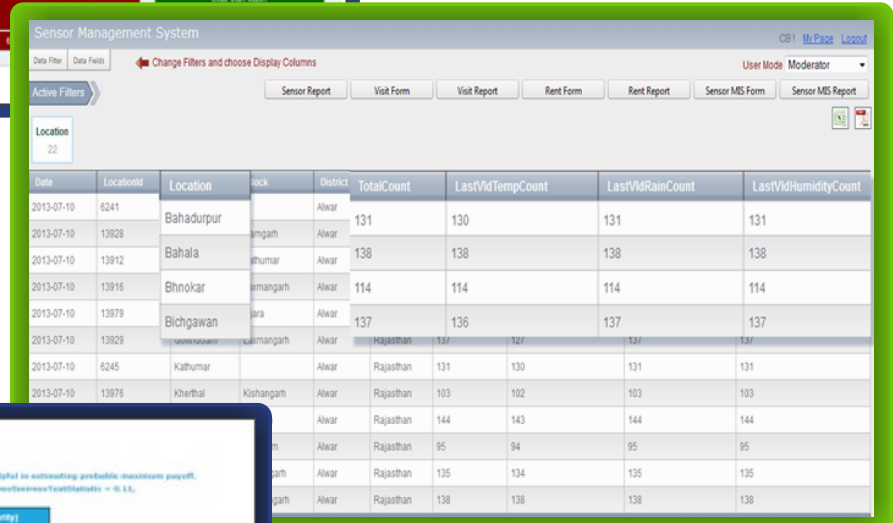 Sensor Management System
CB! My Page Logout
Data Filter Data Fields Change Filters and choose Display Columns User Mode Moderator
Active Filters Sensor Report Visit Form Visit Report Rent Form Rent Report Sensor MIS Form Sensor MIS Report
Location
22
Date LocationId Location District TotalCount LastVldTempCount LastVldRainCount LastVldHumidityCount
2013-07-10 6241 Bahadurpur Alwar 131 130 131 131
2013-07-10 13928 Bahala Alwar 138 138 138 138
2013-07-10 13912 Bhnokar Alwar 114 114 114 114
2013-07-10 13916 Bichgawan Alwar 137 136 137 137
2013-07-10 13979 Alwar
2013-07-10 13929 Alwar Rajasthan 137 127 137 137
2013-07-10 6245 Kathumar Alwar Rajasthan 131 130 131 131
2013-07-10 13976 Kherthal Kishangarh Alwar Rajasthan 103 102 103 103
Alwar Rajasthan 144 143 144 144
Alwar Rajasthan 95 94 95 95
Alwar Rajasthan 135 134 135 135
Alwar Rajasthan 138 138 138 138
in estimating probable maximum payoff.
= 0.11,